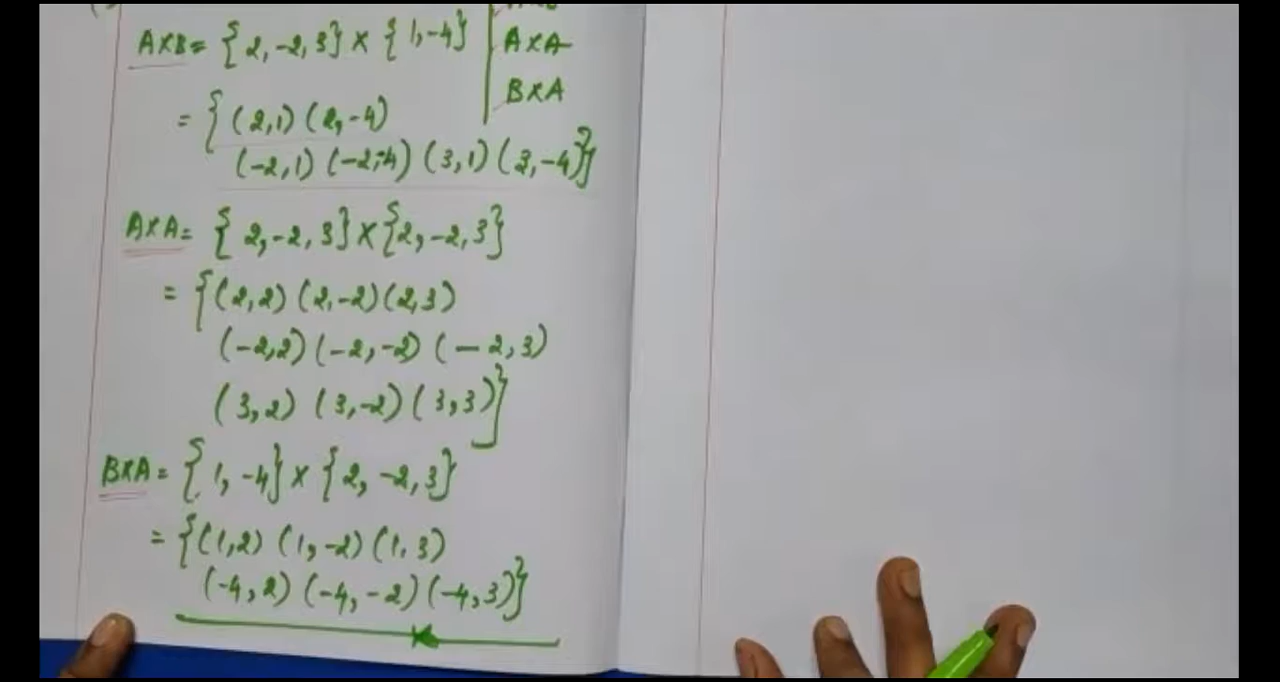 A×B = {2, -2, 3} × {1, -4}
A×A
B×A
= {(2,1) (2,-4)
(-2,1) (-2,-4) (3,1) (3,-4)}
A×A = {2, -2, 3} × {2, -2, 3}
= {(2,2) (2,-2) (2,3)
(-2,2) (-2,-2) (-2,3)
(3,2) (3,-2) (3,3)}
B×A = {1, -4} × {2, -2, 3}
= {(1,2) (1,-2) (1,3)
(-4,2) (-4,-2) (-4,3)}